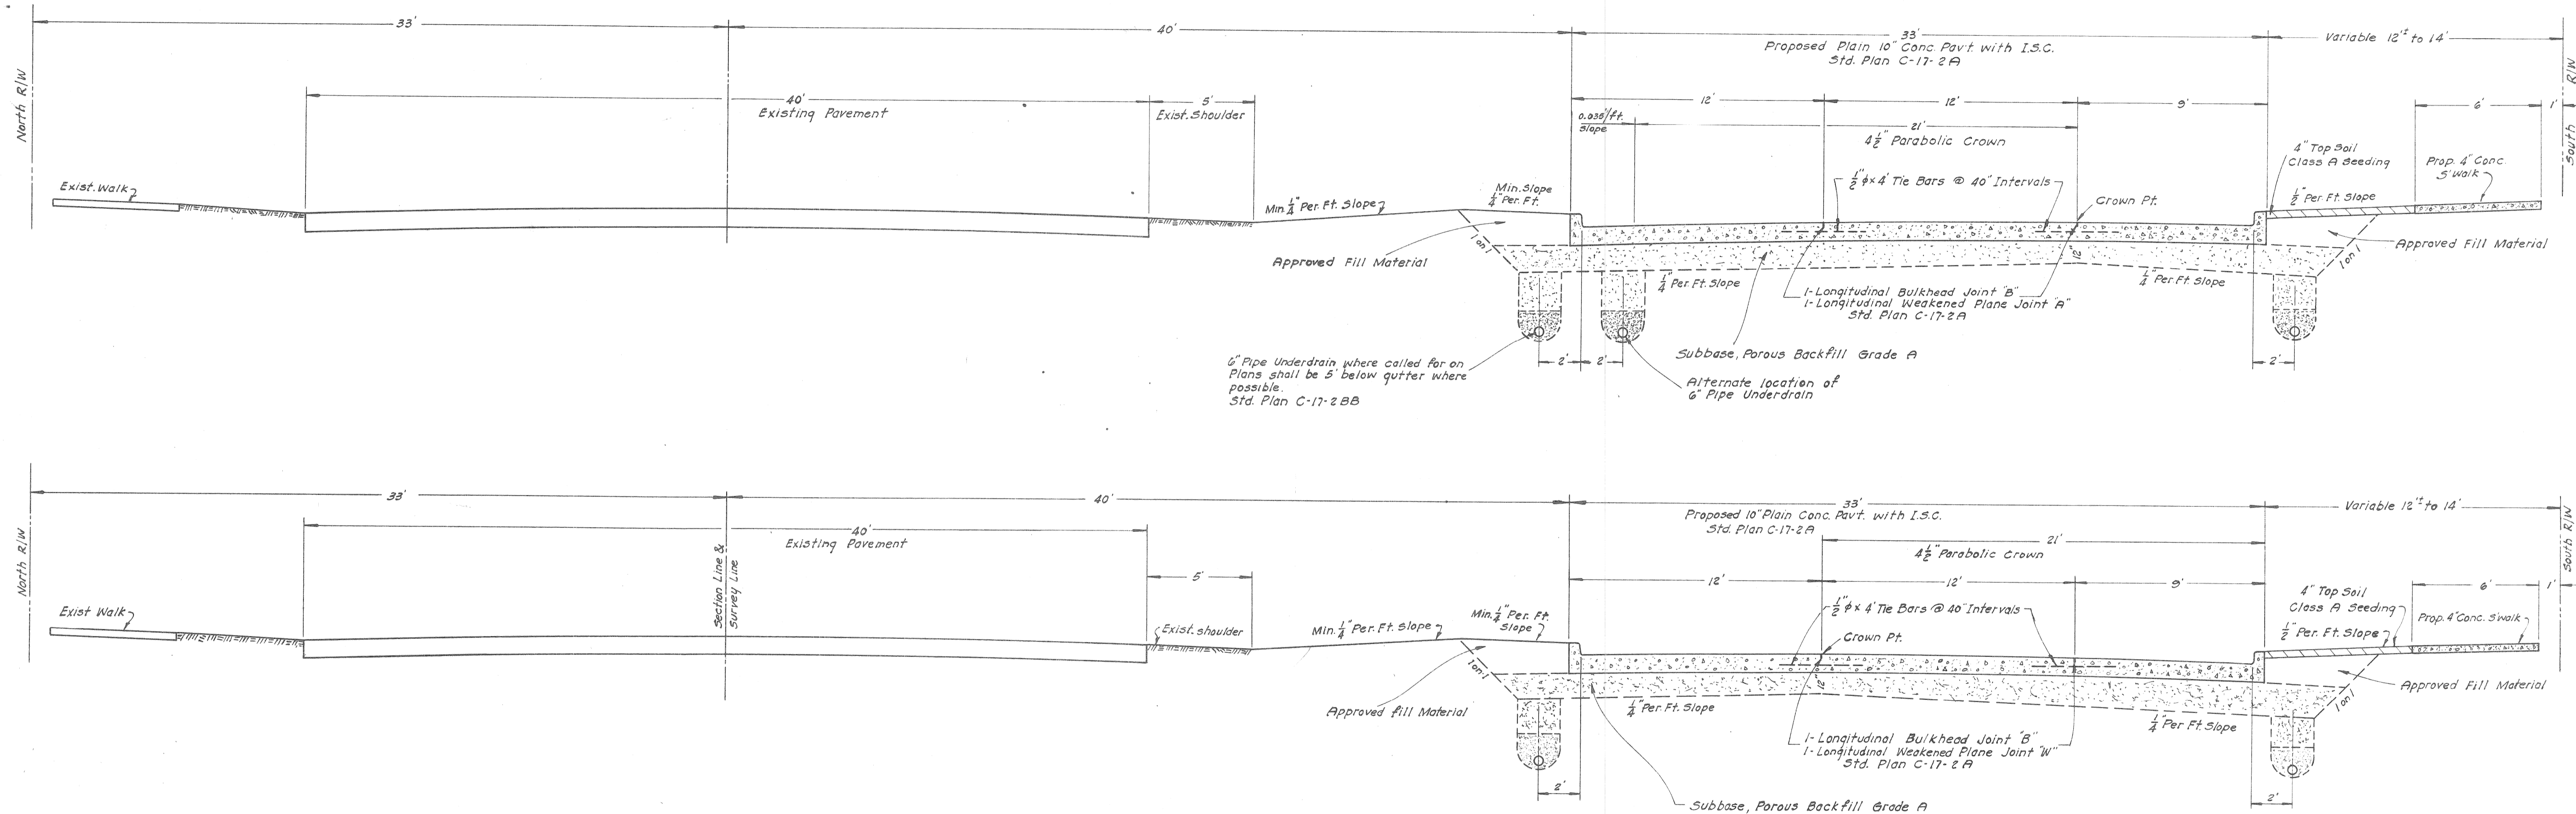 33'
40'
33'
Proposed Plain 10" Conc. Pav't. with I.S.C.
Std. Plan C-17-2A
Variable 12'± to 14'
North R/W
South R/W
40'
Existing Pavement
5'
Exist. Shoulder
12'
12'
9'
6'
1'
0.035'/ft.
Slope
21'
4 1/2" Parabolic Crown
4" Top Soil
Class A Seeding
Prop. 4" Conc.
S'Walk
1/2" Per Ft. Slope
Exist. Walk
Min. 1/4" Per. Ft. Slope
Min. Slope
1/4" Per. Ft.
1/2" φ x 4' Tie Bars @ 40" Intervals
Crown Pt.
Approved Fill Material
1 on 1
12"
1 on 1
Approved Fill Material
1/4" Per Ft. Slope
1/4" Per Ft. Slope
1-Longitudinal Bulkhead Joint "B"
1-Longitudinal Weakened Plane Joint "A"
Std. Plan C-17-2A
Subbase, Porous Backfill Grade A
6" Pipe Underdrain where called for on
Plans shall be 5' below gutter where
possible.
Std. Plan C-17-2BB
2'
2'
2'
Alternate location of
6" Pipe Underdrain
33'
40'
33'
Proposed 10" Plain Conc. Pav't. with I.S.C.
Std. Plan C-17-2A
Variable 12'± to 14'
North R/W
South R/W
40'
Existing Pavement
Section Line &
Survey Line
5'
21'
4 1/2" Parabolic Crown
12'
12'
9'
6'
1'
4" Top Soil
Class A Seeding
1/2" Per. Ft. Slope
Prop. 4" Conc. S'walk
Exist Walk
Exist. shoulder
Min. 1/4" Per. Ft. Slope
Min. 1/4" Per. Ft.
Slope
1/2" φ x 4' Tie Bars @ 40" Intervals
Crown Pt.
1 on 1
12"
1 on 1
Approved fill Material
Approved Fill Material
1/4" Per Ft. Slope
1/4" Per Ft. Slope
1-Longitudinal Bulkhead Joint "B"
1-Longitudinal Weakened Plane Joint "W"
Std. Plan C-17-2A
2'
2'
Subbase, Porous Backfill Grade A